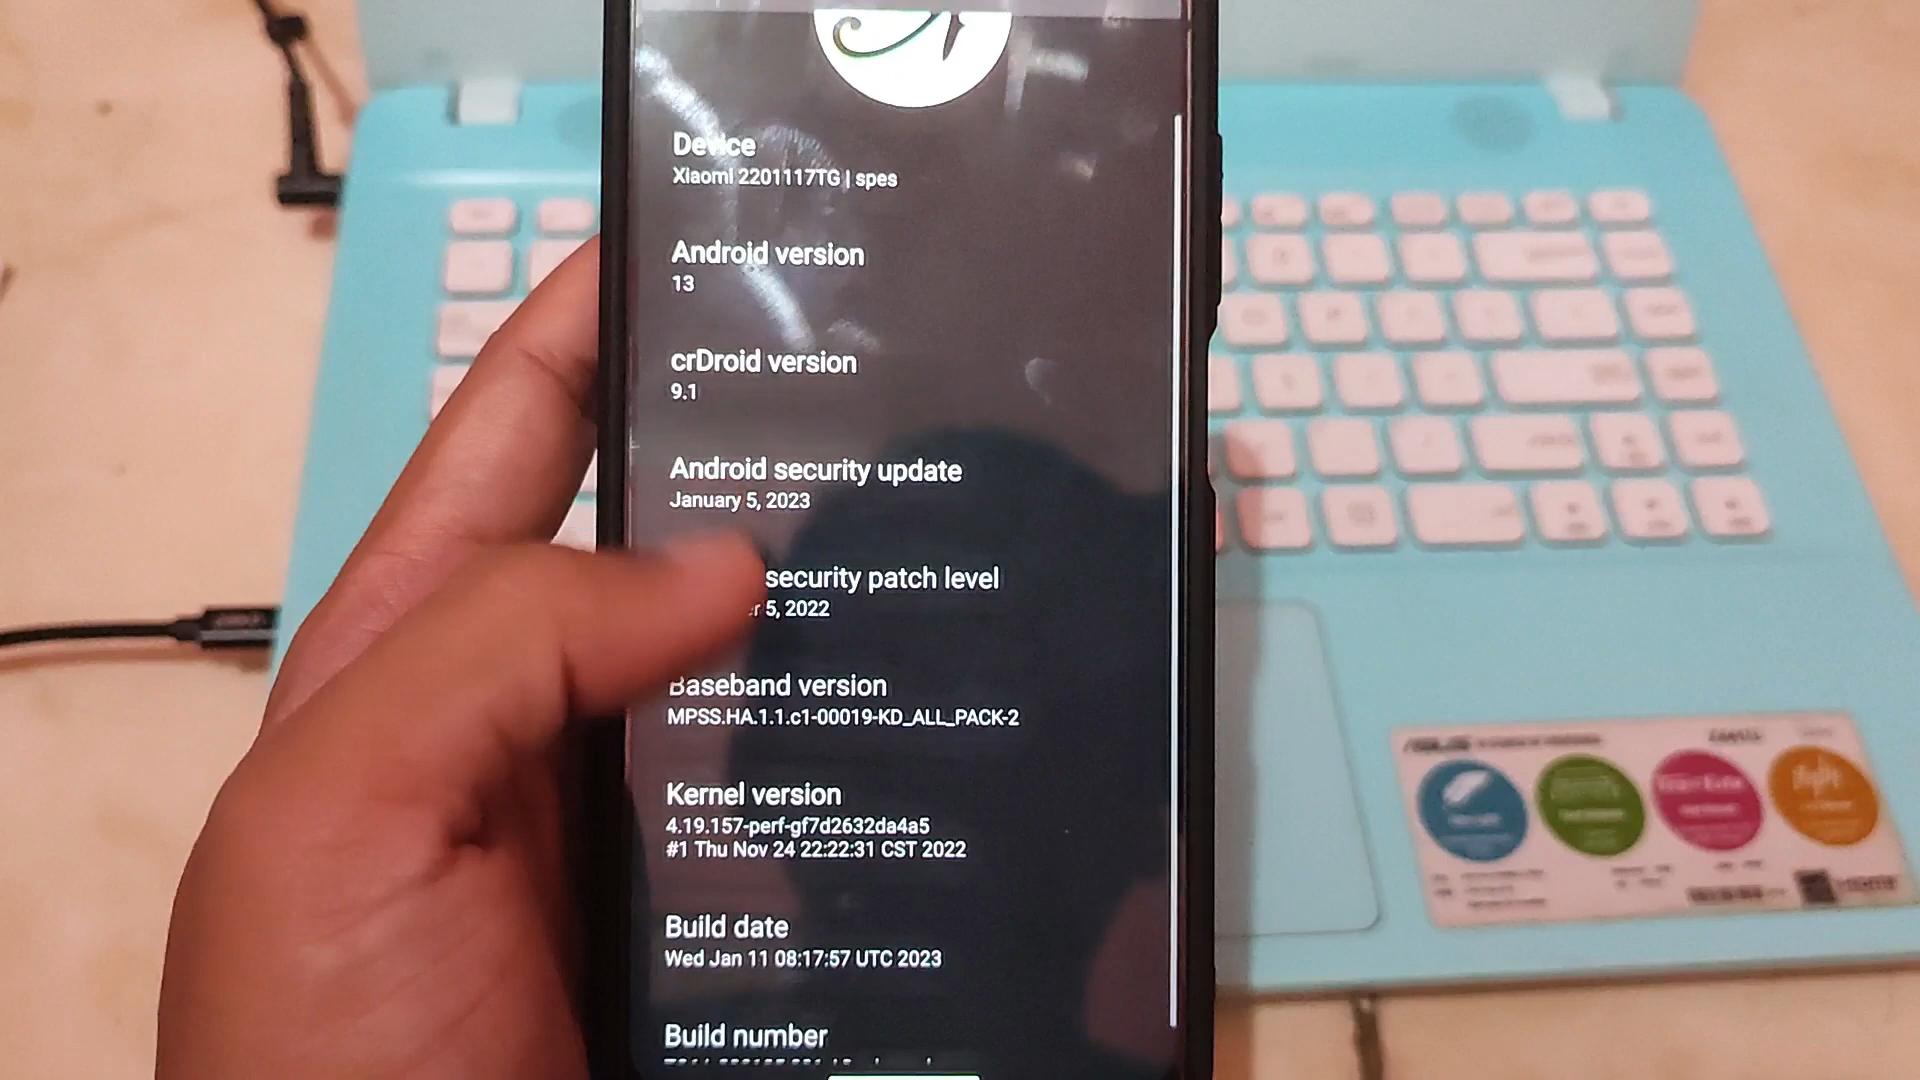 Device
Xiaomi 2201117TG | spes
Android version
13
crDroid version
9.1
Android security update
January 5, 2023
security patch level
5, 2022
Baseband version
MPSS.HA.1.1.c1-00019-KD_ALL_PACK-2
Kernel version
4.19.157-perf-gf7d2632da4a5
#1 Thu Nov 24 22:22:31 CST 2022
Build date
Wed Jan 11 08:17:57 UTC 2023
Build number
ASUS